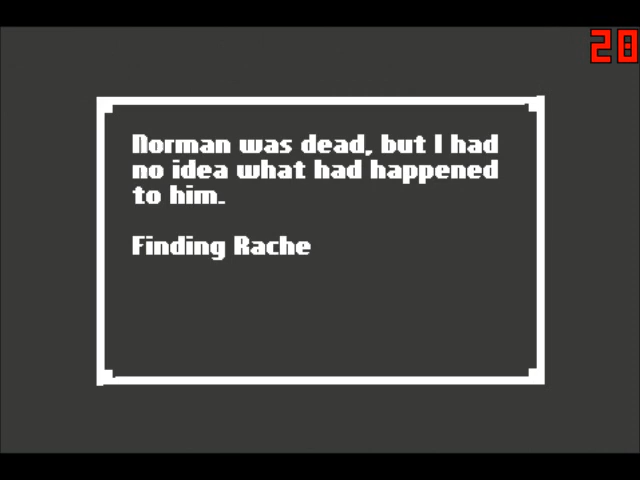 20
Norman was dead, but I had
no idea what had happened
to him.
Finding Rache